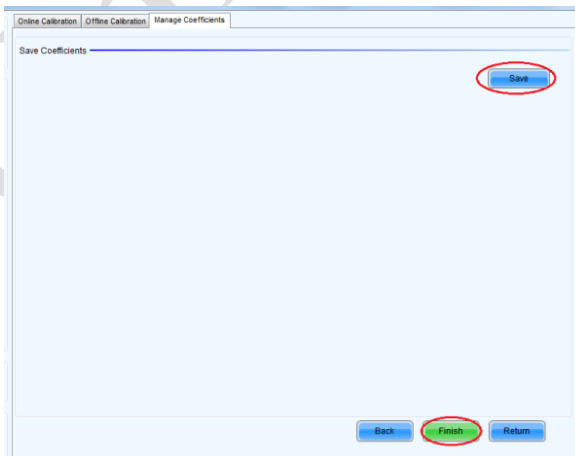 Online Calibration Offline Calibration Manage Coefficients
Save Coefficients
Save
Back Finish Return